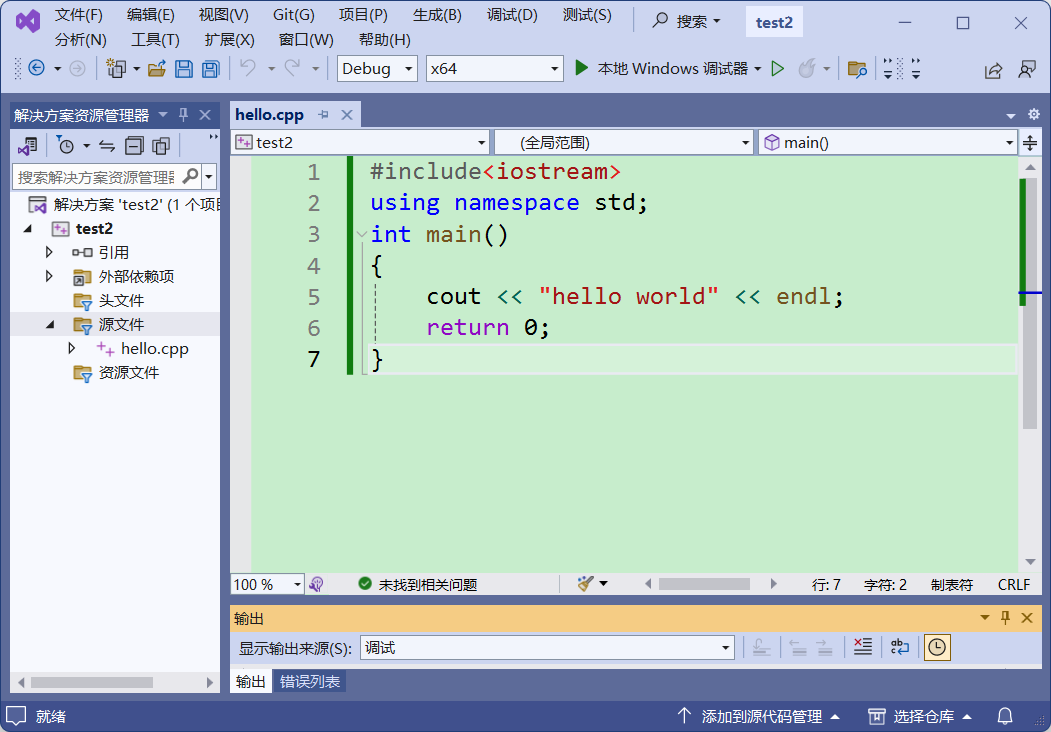 文件(F) 编辑(E) 视图(V) Git(G) 项目(P) 生成(B) 调试(D) 测试(S) 搜索 test2
分析(N) 工具(T) 扩展(X) 窗口(W) 帮助(H)
Debug x64 本地 Windows 调试器
解决方案资源管理器
搜索解决方案资源管理器
解决方案 'test2' (1 个项目
test2
引用
外部依赖项
头文件
源文件
hello.cpp
资源文件
hello.cpp
test2 (全局范围) main()
1 #include<iostream>
2 using namespace std;
3 int main()
4 {
5 cout << "hello world" << endl;
6 return 0;
7 }
100 % 未找到相关问题 行: 7 字符: 2 制表符 CRLF
输出
显示输出来源(S): 调试
输出 错误列表
就绪 添加到源代码管理 选择仓库